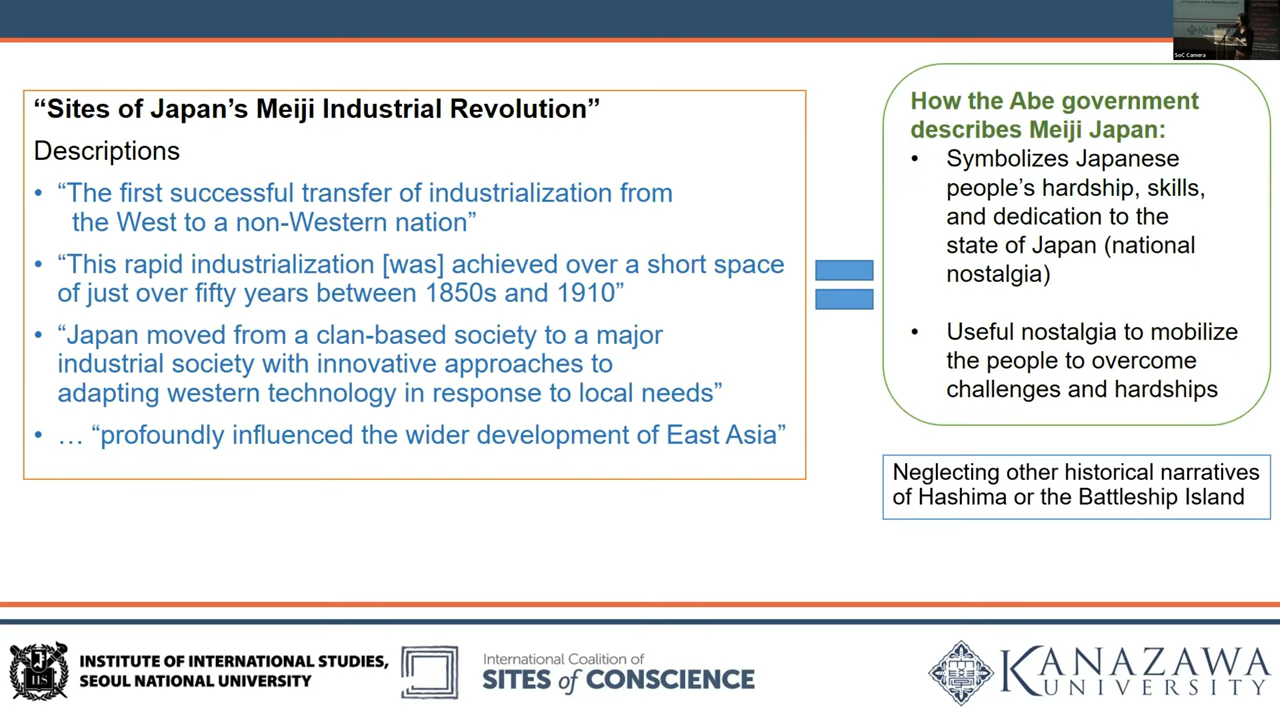 “Sites of Japan’s Meiji Industrial Revolution”
Descriptions
• “The first successful transfer of industrialization from
the West to a non-Western nation”
• “This rapid industrialization [was] achieved over a short space
of just over fifty years between 1850s and 1910”
• “Japan moved from a clan-based society to a major
industrial society with innovative approaches to
adapting western technology in response to local needs”
• … “profoundly influenced the wider development of East Asia”
How the Abe government
describes Meiji Japan:
• Symbolizes Japanese
people’s hardship, skills,
and dedication to the
state of Japan (national
nostalgia)
• Useful nostalgia to mobilize
the people to overcome
challenges and hardships
Neglecting other historical narratives
of Hashima or the Battleship Island
SoC Camera
INSTITUTE OF INTERNATIONAL STUDIES,
SEOUL NATIONAL UNIVERSITY
International Coalition of
SITES of CONSCIENCE
KANAZAWA
UNIVERSITY